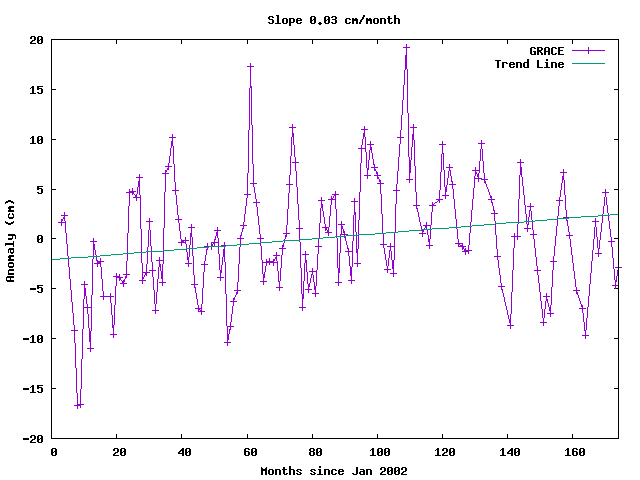 Slope 0.03 cm/month
GRACE
Trend Line
20
15
10
5
0
-5
-10
-15
-20
Anomaly (cm)
0 20 40 60 80 100 120 140 160
Months since Jan 2002